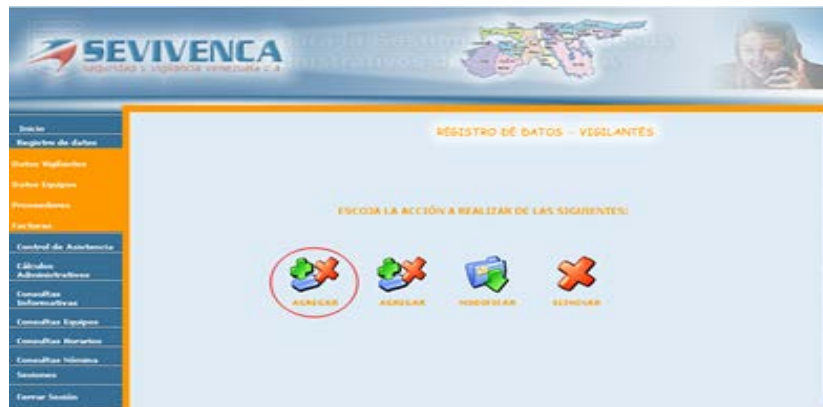 SEVIVENCA
seguridad y vigilancia venezuela c.a
REGISTRO DE DATOS - VIGILANTES
Inicio
Registro de datos
Datos Vigilantes
Datos Equipos
Proveedores
Facturas
Control de Asistencia
Cálculos
Administrativos
Consultas
Informativas
Consultas Equipos
Consultas Horarios
Consultas Nómina
Sesiones
Cerrar Sesión
ESCOJA LA ACCIÓN A REALIZAR DE LAS SIGUIENTES:
AGREGAR
AGREGAR
MODIFICAR
ELIMINAR